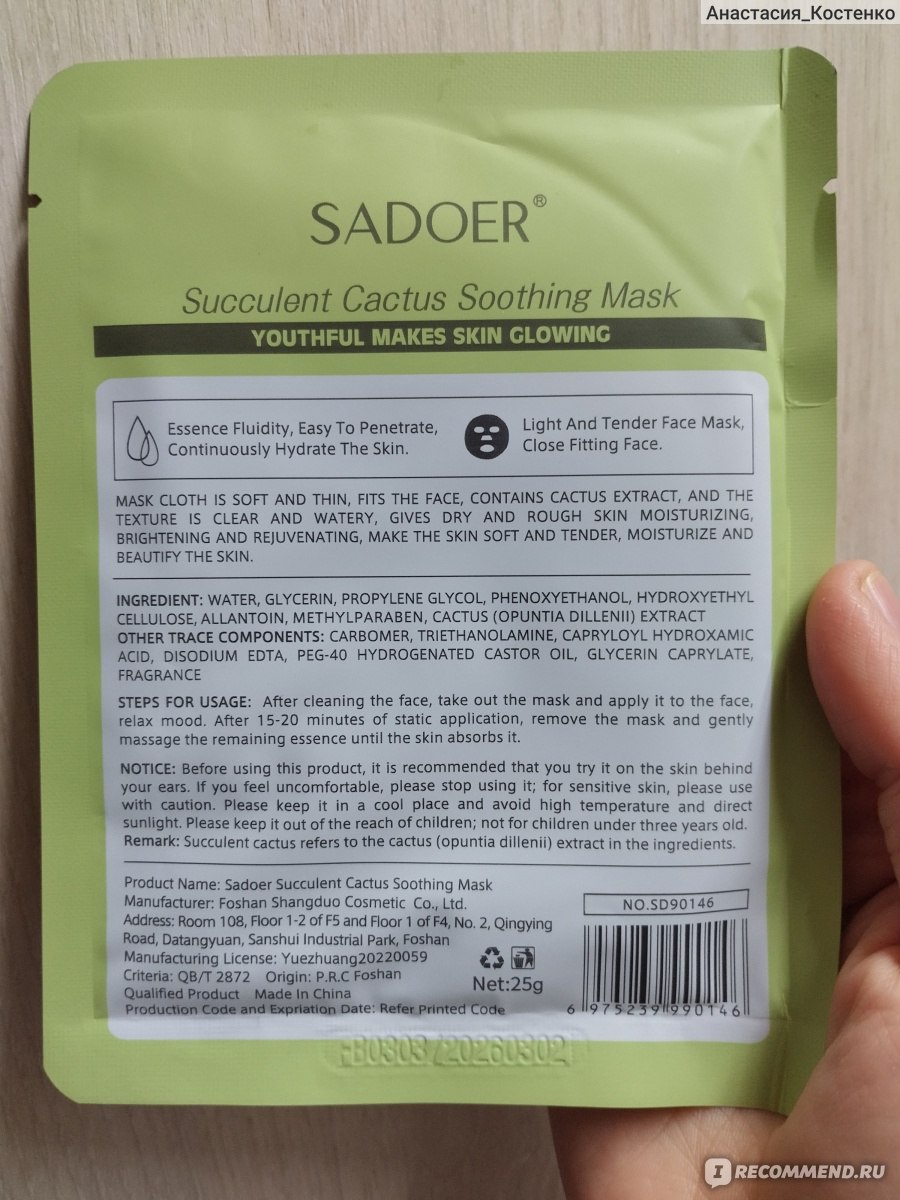 Анастасия_Костенко
SADOER®
Succulent Cactus Soothing Mask
YOUTHFUL MAKES SKIN GLOWING
Essence Fluidity, Easy To Penetrate,
Continuously Hydrate The Skin.
Light And Tender Face Mask,
Close Fitting Face.
MASK CLOTH IS SOFT AND THIN, FITS THE FACE, CONTAINS CACTUS EXTRACT, AND THE
TEXTURE IS CLEAR AND WATERY, GIVES DRY AND ROUGH SKIN MOISTURIZING,
BRIGHTENING AND REJUVENATING, MAKE THE SKIN SOFT AND TENDER, MOISTURIZE AND
BEAUTIFY THE SKIN.
INGREDIENT: WATER, GLYCERIN, PROPYLENE GLYCOL, PHENOXYETHANOL, HYDROXYETHYL
CELLULOSE, ALLANTOIN, METHYLPARABEN, CACTUS (OPUNTIA DILLENII) EXTRACT
OTHER TRACE COMPONENTS: CARBOMER, TRIETHANOLAMINE, CAPRYLOYL HYDROXAMIC
ACID, DISODIUM EDTA, PEG-40 HYDROGENATED CASTOR OIL, GLYCERIN CAPRYLATE,
FRAGRANCE
STEPS FOR USAGE: After cleaning the face, take out the mask and apply it to the face,
relax mood. After 15-20 minutes of static application, remove the mask and gently
massage the remaining essence until the skin absorbs it.
NOTICE: Before using this product, it is recommended that you try it on the skin behind
your ears. If you feel uncomfortable, please stop using it; for sensitive skin, please use
with caution. Please keep it in a cool place and avoid high temperature and direct
sunlight. Please keep it out of the reach of children; not for children under three years old.
Remark: Succulent cactus refers to the cactus (opuntia dillenii) extract in the ingredients.
Product Name: Sadoer Succulent Cactus Soothing Mask
Manufacturer: Foshan Shangduo Cosmetic Co., Ltd.
Address: Room 108, Floor 1-2 of F5 and Floor 1 of F4, No. 2, Qingying
Road, Datangyuan, Sanshui Industrial Park, Foshan
Manufacturing License: Yuezhuang20220059
Criteria: QB/T 2872 Origin: P.R.C Foshan
Qualified Product Made In China
Production Code and Expriation Date: Refer Printed Code
Net:25g
NO.SD90146
6 975239 990146
/20260302
IRECOMMEND.RU